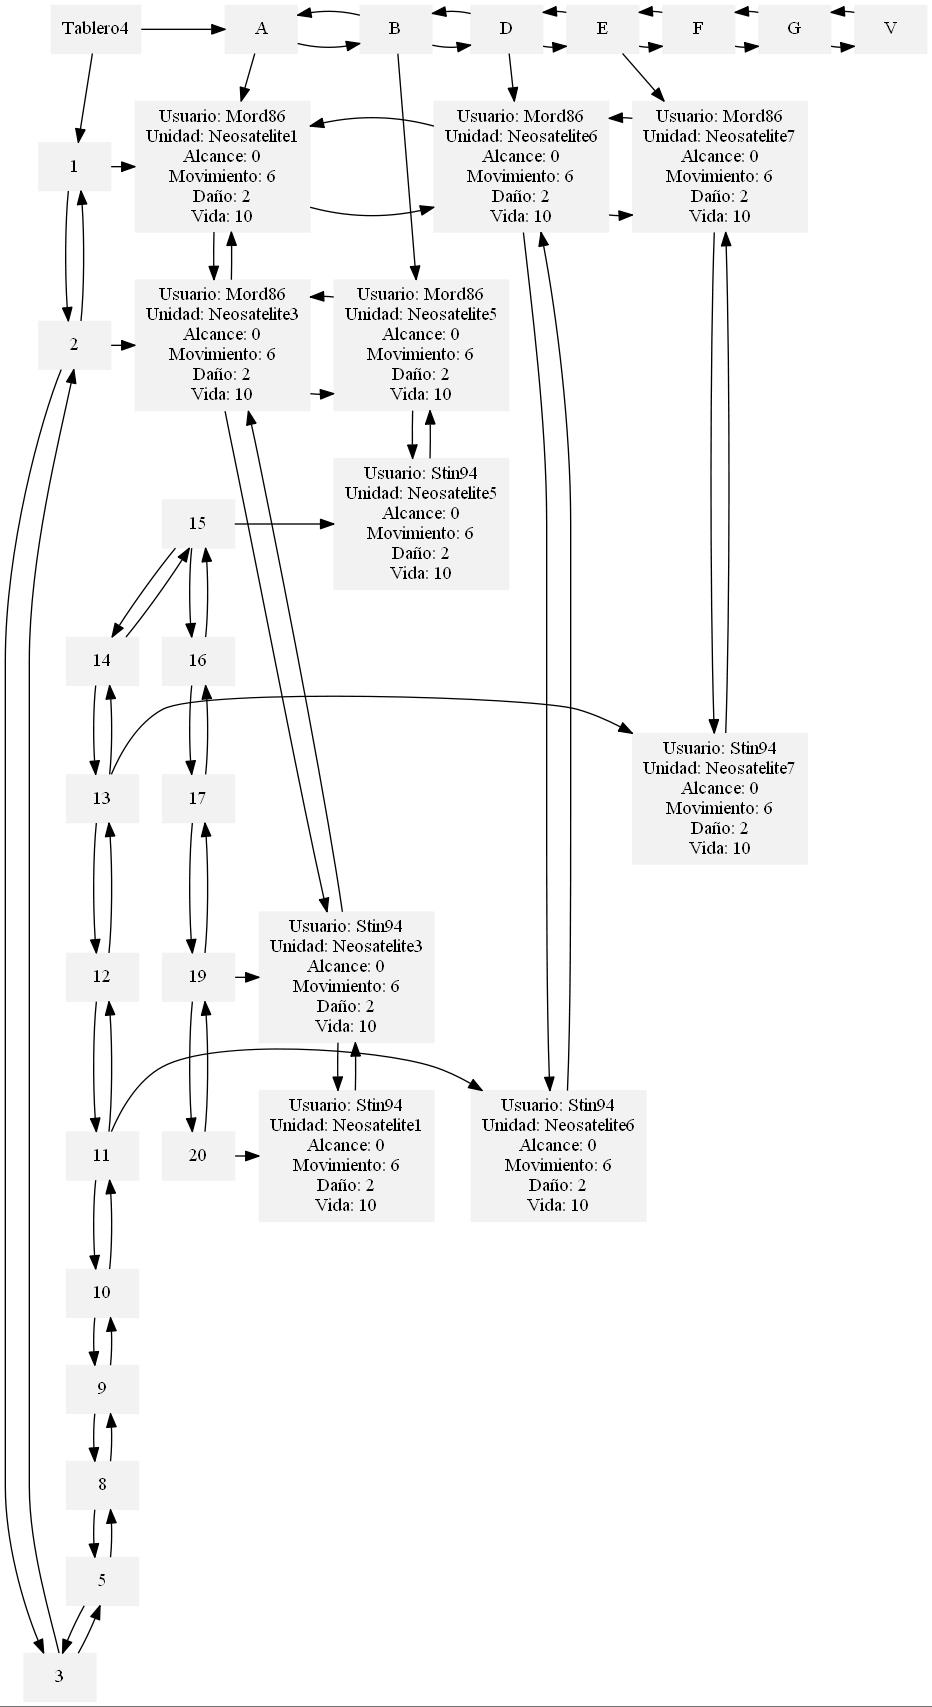 Tablero4
A
B
D
E
F
G
V
1
Usuario: Mord86
Unidad: Neosatelite1
Alcance: 0
Movimiento: 6
Daño: 2
Vida: 10
Usuario: Mord86
Unidad: Neosatelite6
Alcance: 0
Movimiento: 6
Daño: 2
Vida: 10
Usuario: Mord86
Unidad: Neosatelite7
Alcance: 0
Movimiento: 6
Daño: 2
Vida: 10
2
Usuario: Mord86
Unidad: Neosatelite3
Alcance: 0
Movimiento: 6
Daño: 2
Vida: 10
Usuario: Mord86
Unidad: Neosatelite5
Alcance: 0
Movimiento: 6
Daño: 2
Vida: 10
15
Usuario: Stin94
Unidad: Neosatelite5
Alcance: 0
Movimiento: 6
Daño: 2
Vida: 10
14
16
13
17
Usuario: Stin94
Unidad: Neosatelite7
Alcance: 0
Movimiento: 6
Daño: 2
Vida: 10
12
19
Usuario: Stin94
Unidad: Neosatelite3
Alcance: 0
Movimiento: 6
Daño: 2
Vida: 10
11
20
Usuario: Stin94
Unidad: Neosatelite1
Alcance: 0
Movimiento: 6
Daño: 2
Vida: 10
Usuario: Stin94
Unidad: Neosatelite6
Alcance: 0
Movimiento: 6
Daño: 2
Vida: 10
10
9
8
5
3